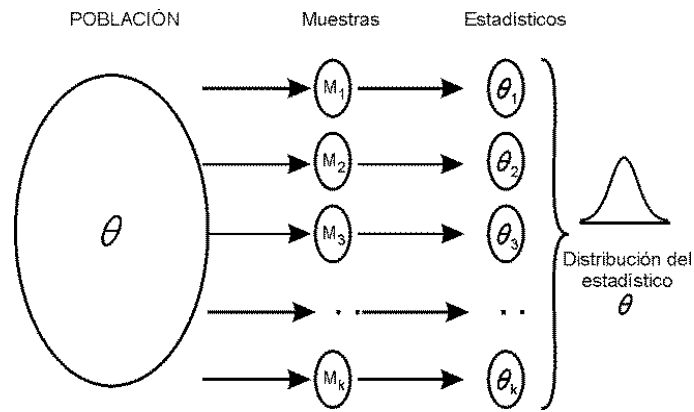 POBLACIÓN Muestras Estadísticos
θ
M1 θ1
M2 θ2
M3 θ3
. . . .
Mk θk
Distribución del
estadístico
θ